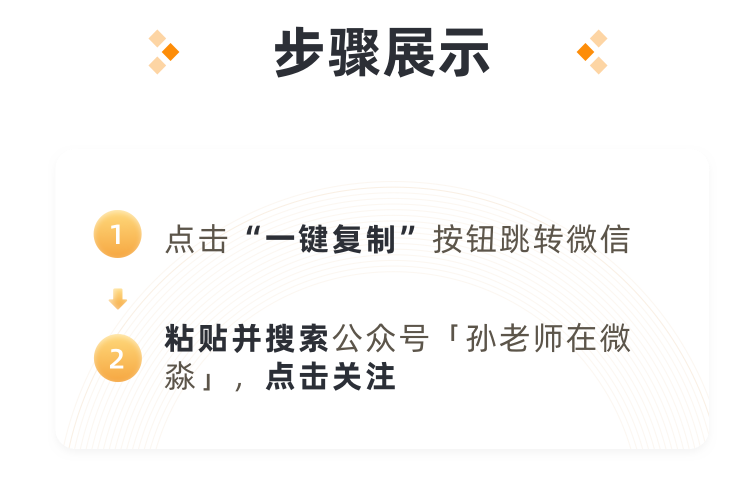 步骤展示
1 点击“一键复制”按钮跳转微信
2 粘贴并搜索公众号「孙老师在微
淼」，点击关注